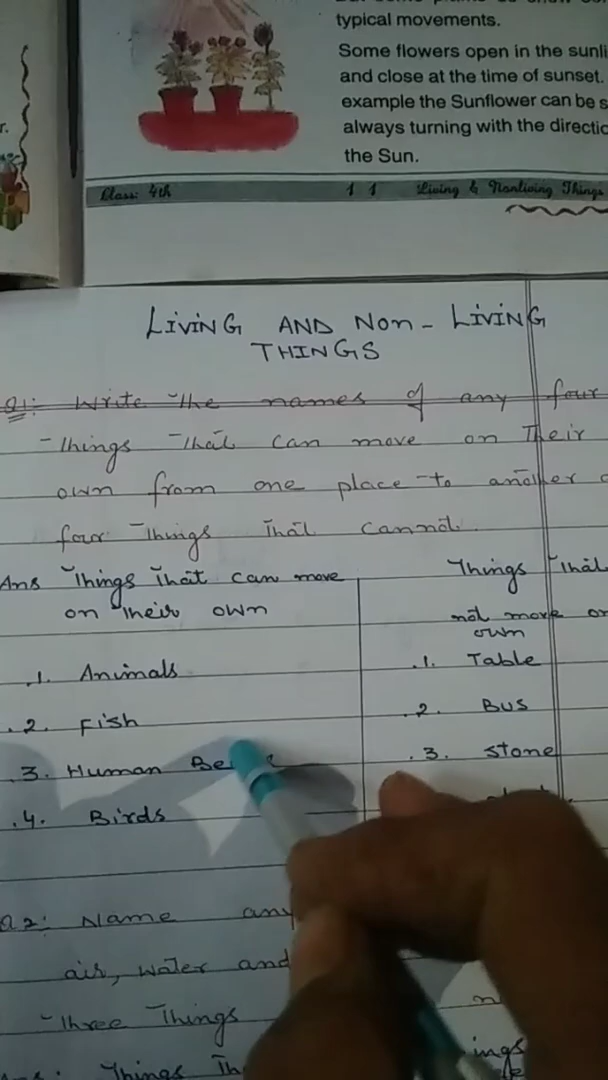 typical movements.
Some flowers open in the sunli
and close at the time of sunset.
example the Sunflower can be s
always turning with the directio
the Sun.
r.
Class: 4th 11 Living & Nonliving Things
LIVING AND NON-LIVING
THINGS
Q1: Write the names of any four
things that can move on their
own from one place to another
four things that cannot.
Ans Things that can move on their own
Things that
not move on
own
1. Animals
2. Fish
3. Human Be
4. Birds
1. Table
2. Bus
3. Stone
Q2: Name any
air, water and
three things n
Things Th ings